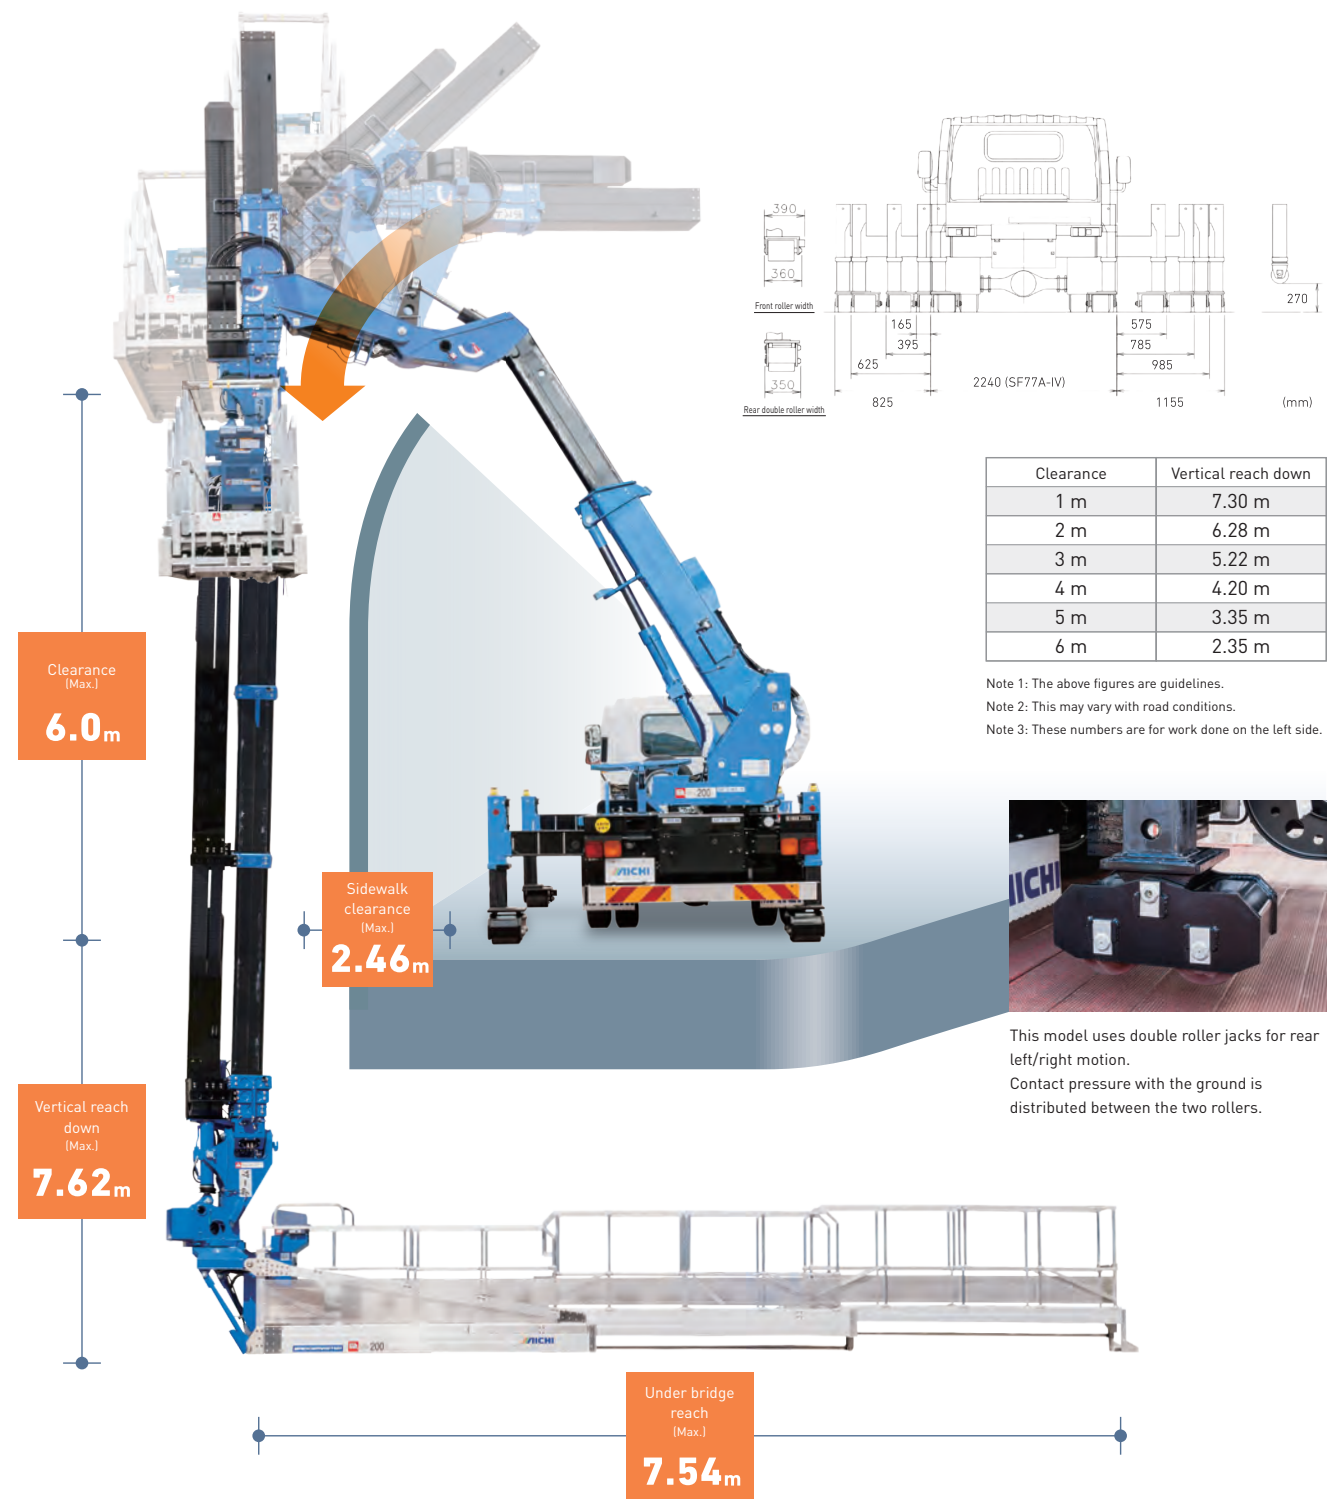 390
360
Front roller width
350
Rear double roller width
165
395
625
825
2240 (SF77A-IV)
575
785
985
1155
270
(mm)
Clearance Vertical reach down
1 m 7.30 m
2 m 6.28 m
3 m 5.22 m
4 m 4.20 m
5 m 3.35 m
6 m 2.35 m
Note 1: The above figures are guidelines.
Note 2: This may vary with road conditions.
Note 3: These numbers are for work done on the left side.
Clearance
(Max.)
6.0m
Sidewalk
clearance
(Max.)
2.46m
200
AICHI
AICHI
This model uses double roller jacks for rear
left/right motion.
Contact pressure with the ground is
distributed between the two rollers.
Vertical reach
down
(Max.)
7.62m
200
AICHI
Under bridge
reach
(Max.)
7.54m